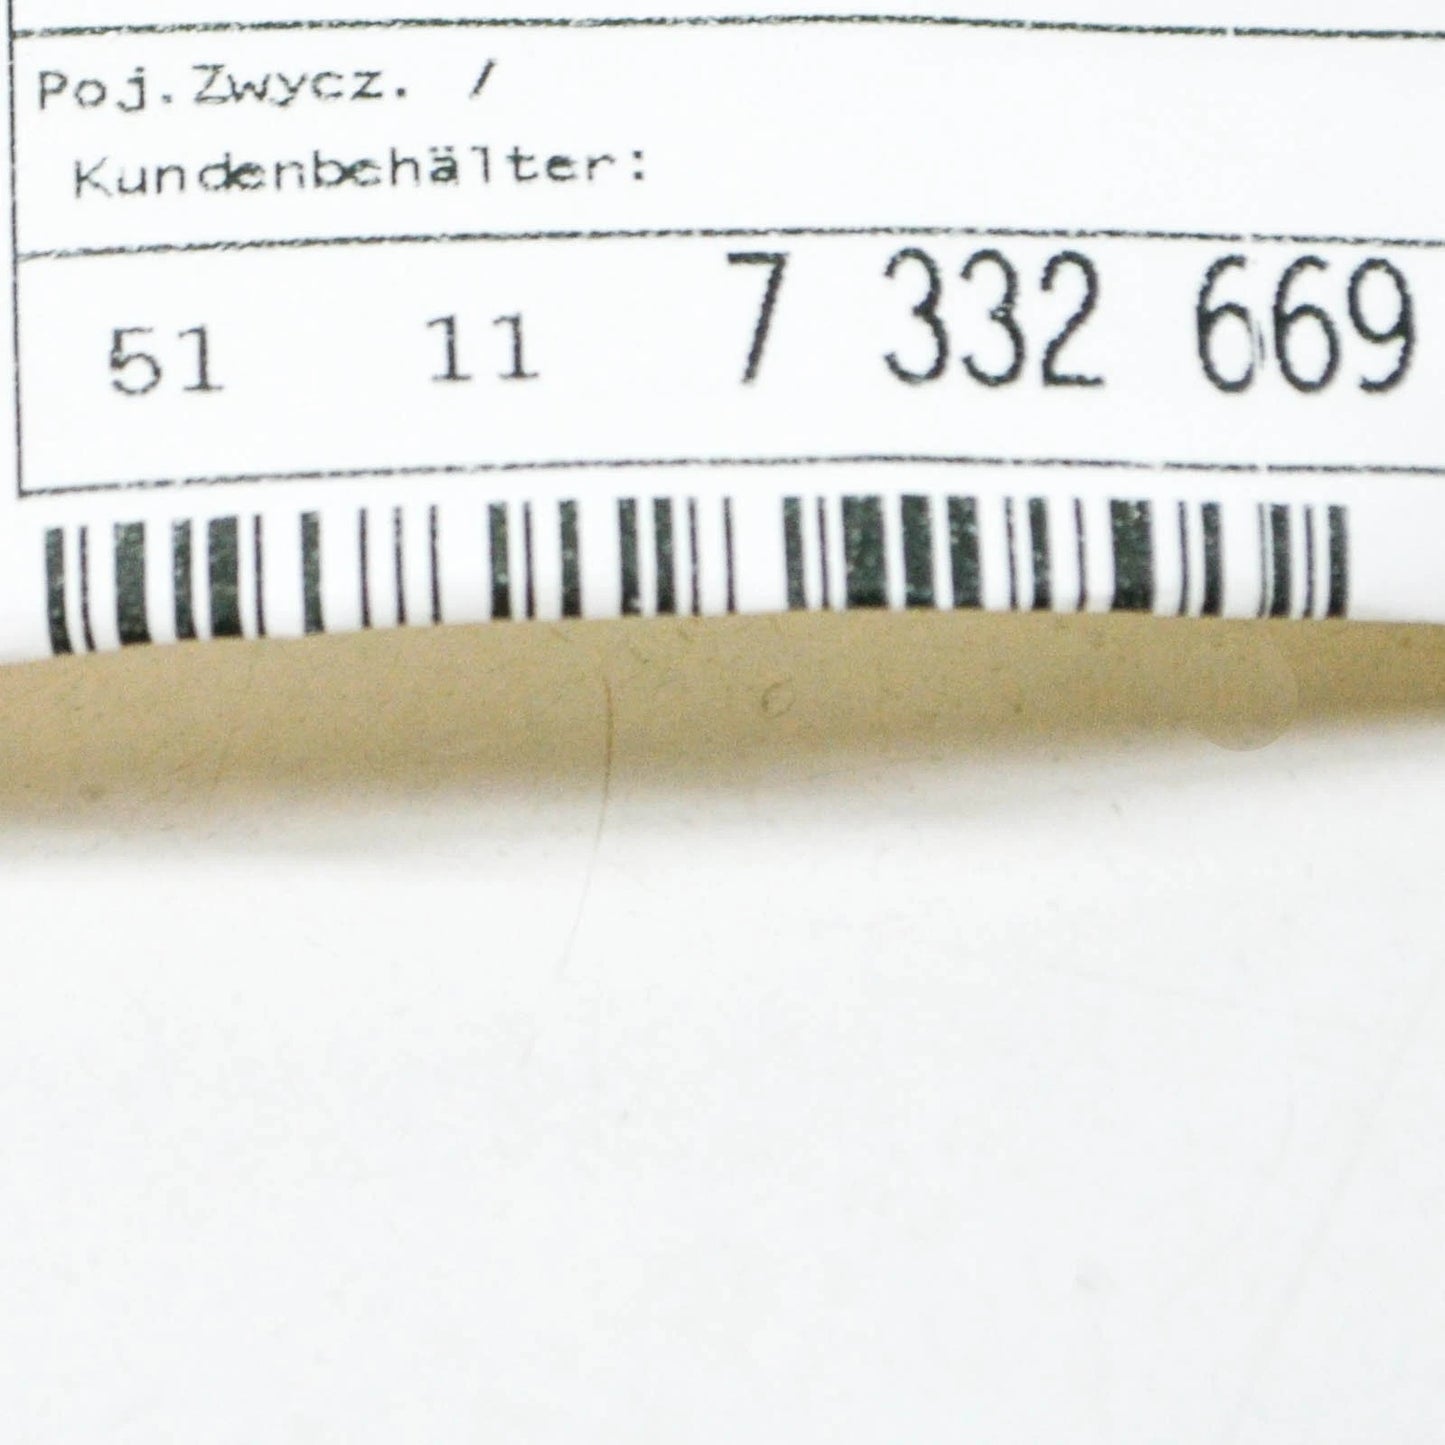 Poj.Zwycz. /
Kundenbehälter:
51 11 7 332 669